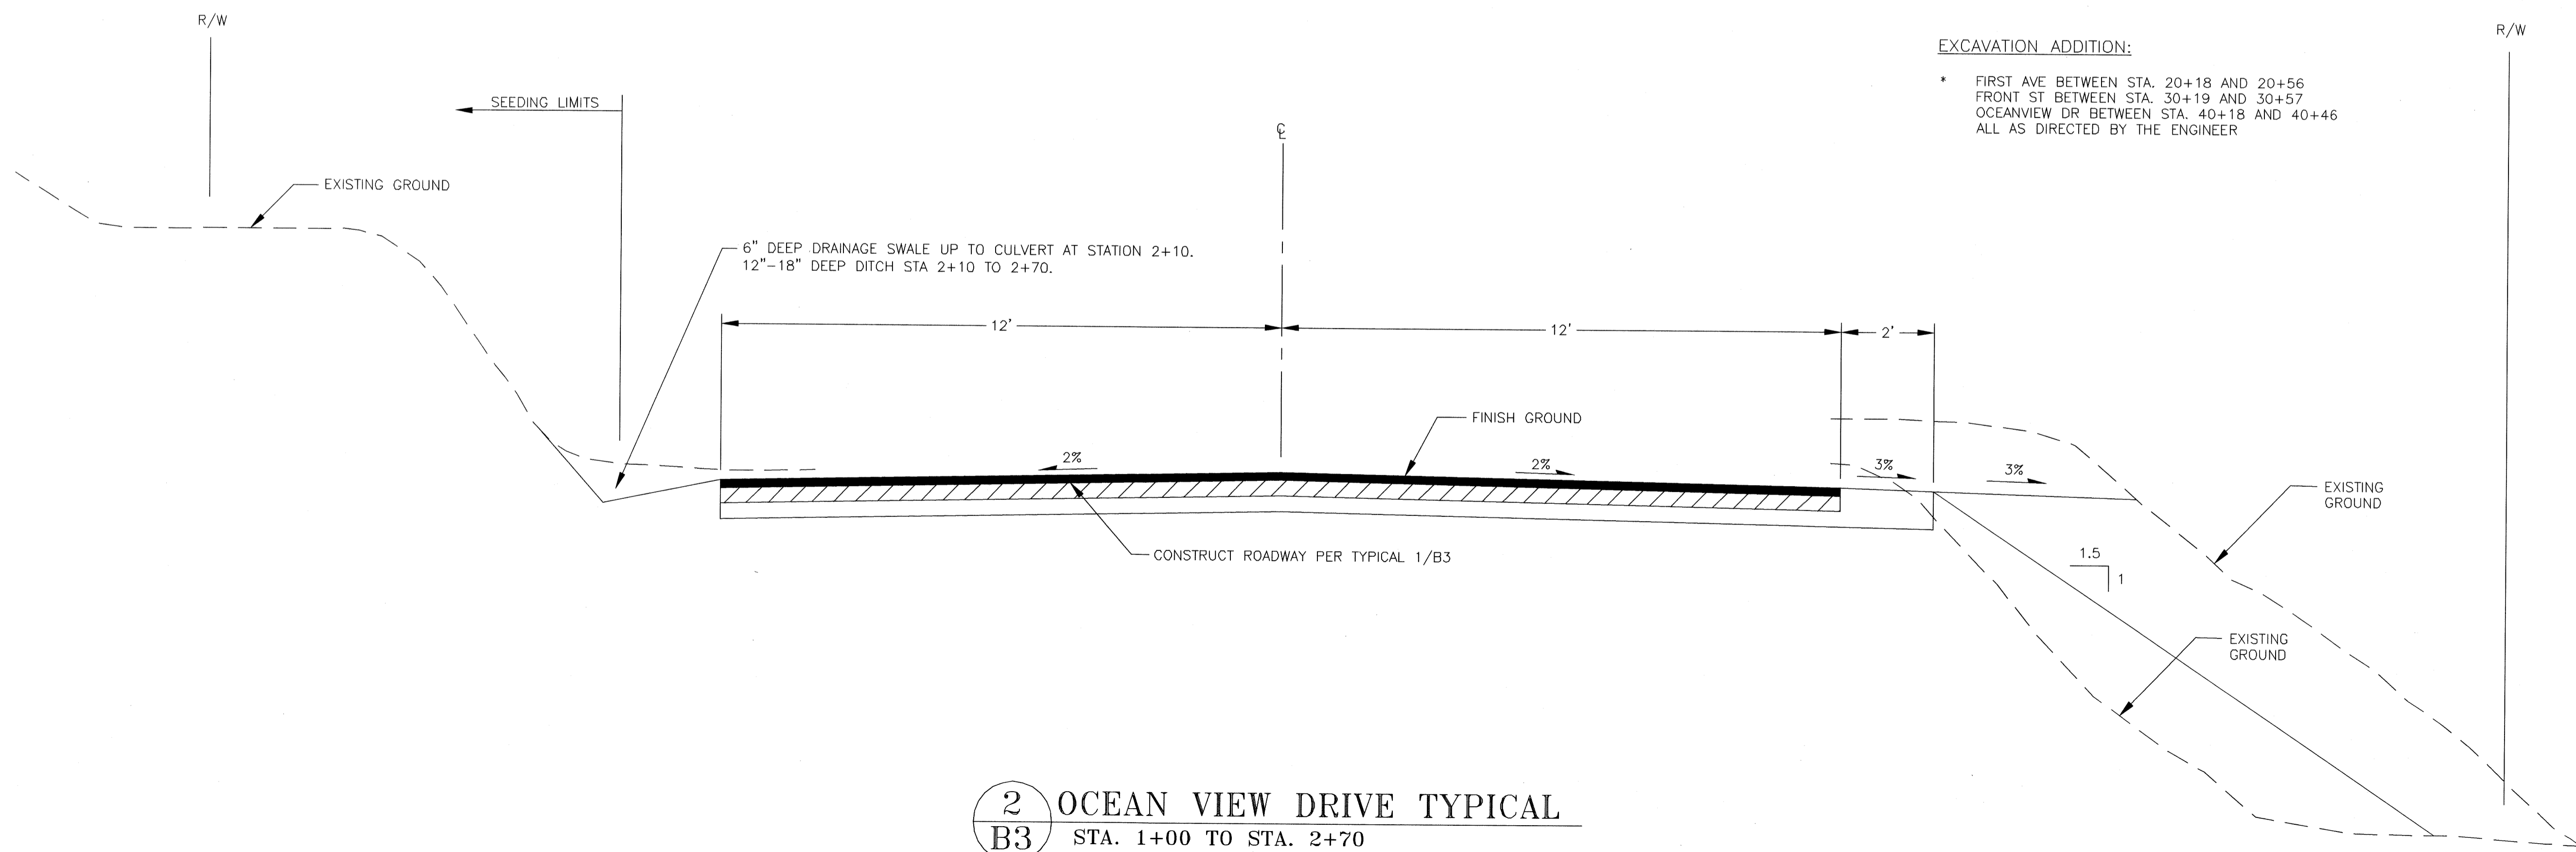 R/W
R/W
EXCAVATION ADDITION:
* FIRST AVE BETWEEN STA. 20+18 AND 20+56
FRONT ST BETWEEN STA. 30+19 AND 30+57
OCEANVIEW DR BETWEEN STA. 40+18 AND 40+46
ALL AS DIRECTED BY THE ENGINEER
SEEDING LIMITS
℄
EXISTING GROUND
6" DEEP DRAINAGE SWALE UP TO CULVERT AT STATION 2+10.
12"-18" DEEP DITCH STA 2+10 TO 2+70.
12'
12'
2'
FINISH GROUND
2%
2%
3%
3%
EXISTING
GROUND
CONSTRUCT ROADWAY PER TYPICAL 1/B3
1.5
1
EXISTING
GROUND
2
B3
OCEAN VIEW DRIVE TYPICAL
STA. 1+00 TO STA. 2+70